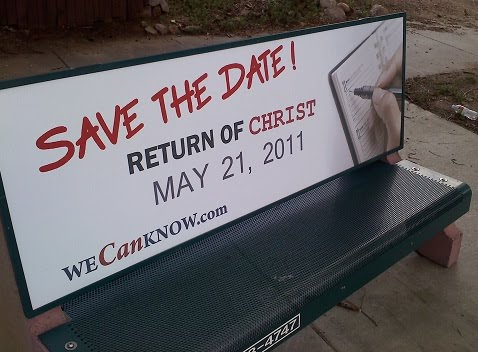 SAVE THE DATE!
RETURN OF CHRIST
MAY 21, 2011
WECanKNOW.com